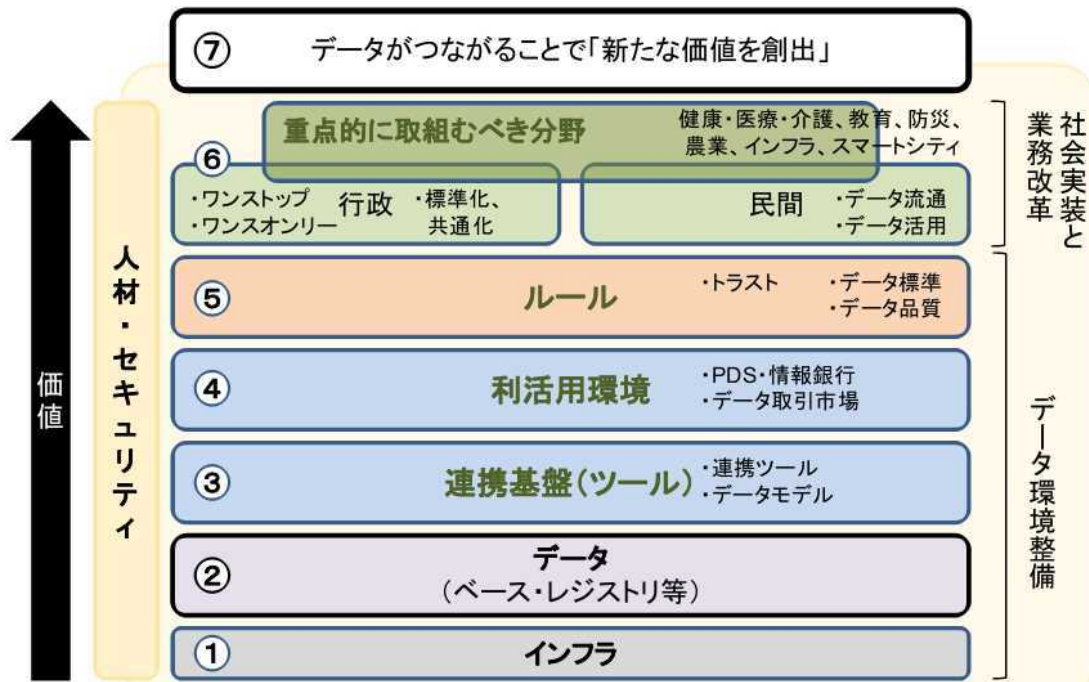 ⑦ データがつながることで「新たな価値を創出」
⑥
重点的に取組むべき分野
健康・医療・介護、教育、防災、
農業、インフラ、スマートシティ
行政
・ワンストップ
・ワンスオンリー
・標準化、
共通化
民間
・データ流通
・データ活用
⑤ ルール
・トラスト
・データ標準
・データ品質
④ 利活用環境
・PDS・情報銀行
・データ取引市場
③ 連携基盤(ツール)
・連携ツール
・データモデル
② データ
(ベース・レジストリ等)
① インフラ
価値
人材・セキュリティ
社会実装と
業務改革
データ環境整備